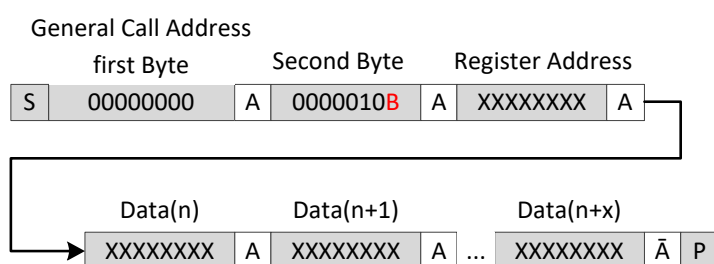 General Call Address
first Byte Second Byte Register Address
S 00000000 A 0000010B A XXXXXXXX A
Data(n) Data(n+1) Data(n+x)
XXXXXXXX A XXXXXXXX A ... XXXXXXXX Ā P